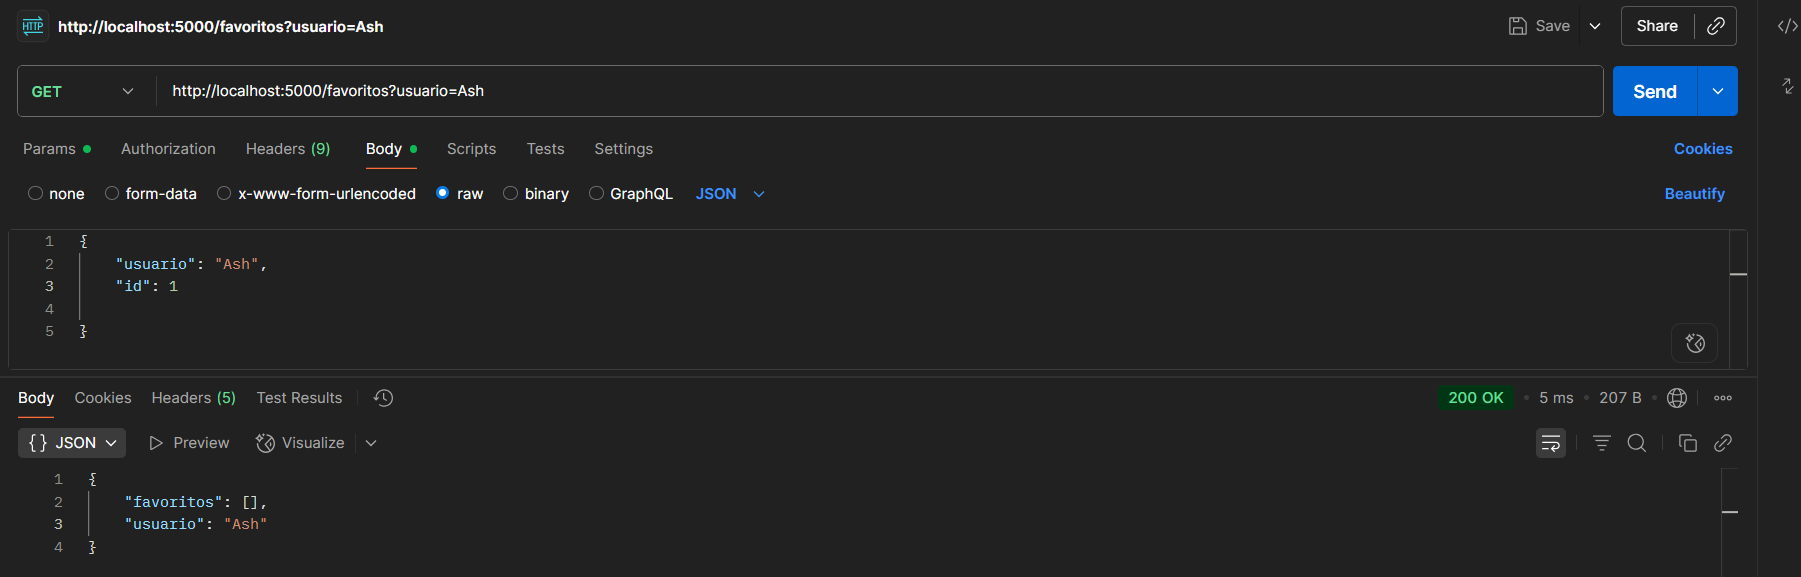 HTTP http://localhost:5000/favoritos?usuario=Ash Save Share
GET http://localhost:5000/favoritos?usuario=Ash Send
Params Authorization Headers (9) Body Scripts Tests Settings Cookies
none form-data x-www-form-urlencoded raw binary GraphQL JSON Beautify
1 {
2 "usuario": "Ash",
3 "id": 1
4
5 }
Body Cookies Headers (5) Test Results 200 OK • 5 ms • 207 B •
{} JSON Preview Visualize
1 {
2 "favoritos": [],
3 "usuario": "Ash"
4 }